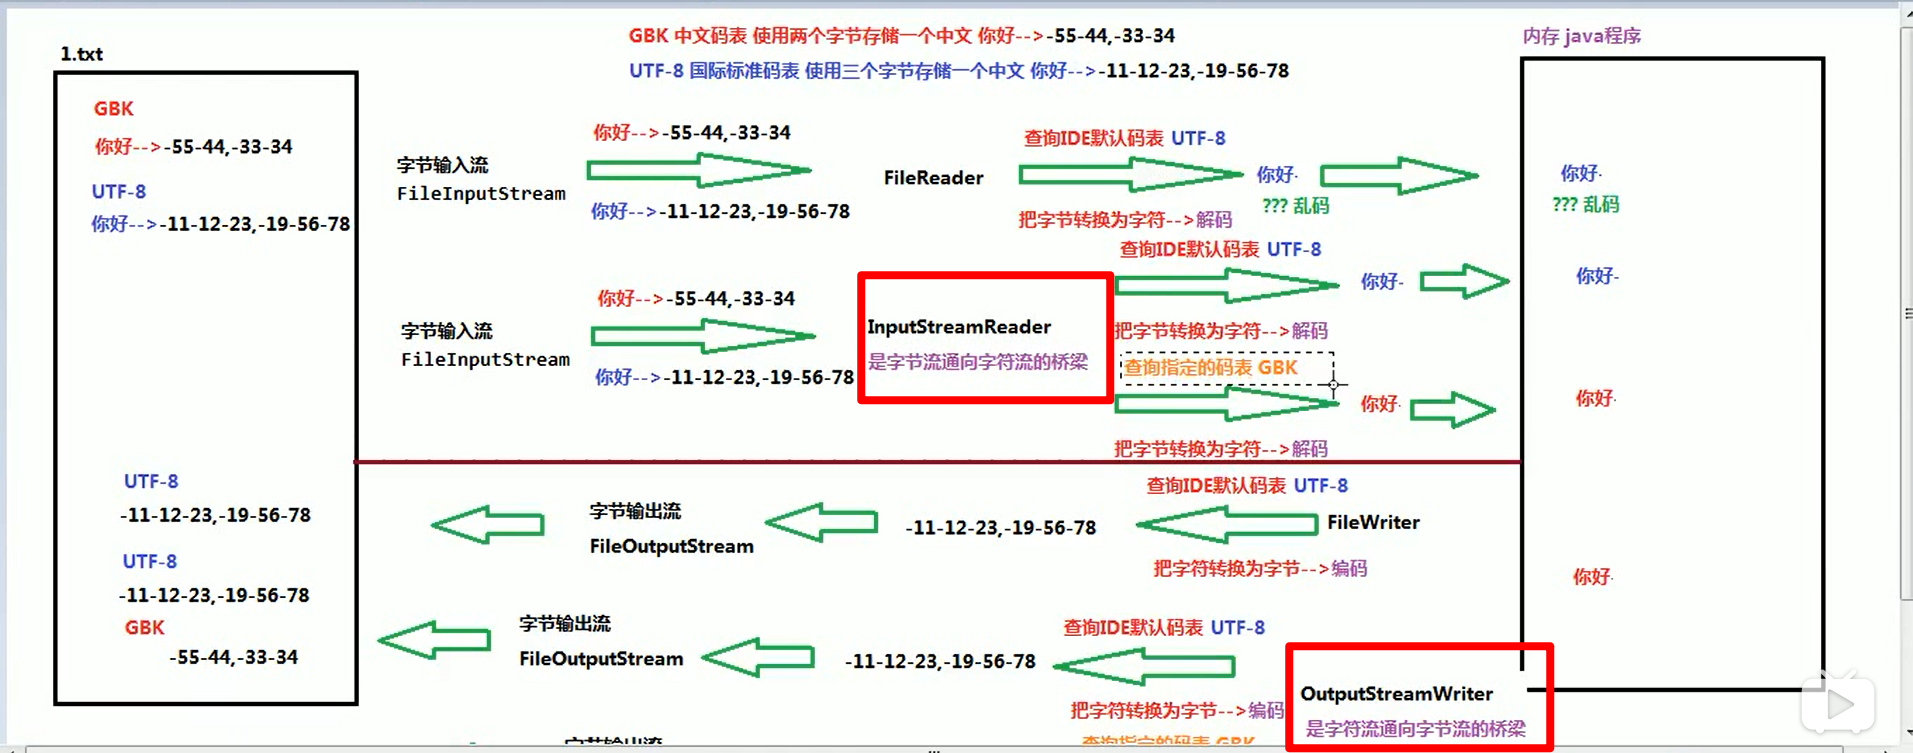 GBK 中文码表 使用两个字节存储一个中文 你好-->-55-44,-33-34
UTF-8 国际标准码表 使用三个字节存储一个中文 你好-->-11-12-23,-19-56-78
内存 java程序
1.txt
GBK
你好-->-55-44,-33-34
UTF-8
你好-->-11-12-23,-19-56-78
字节输入流
FileInputStream
你好-->-55-44,-33-34
你好-->-11-12-23,-19-56-78
FileReader
查询IDE默认码表 UTF-8
把字节转换为字符-->解码
你好-
??? 乱码
你好-
??? 乱码
字节输入流
FileInputStream
你好-->-55-44,-33-34
你好-->-11-12-23,-19-56-78
InputStreamReader
是字节流通向字符流的桥梁
查询IDE默认码表 UTF-8
把字节转换为字符-->解码
你好-
你好-
查询指定的码表 GBK
把字节转换为字符-->解码
你好-
你好-
UTF-8
-11-12-23,-19-56-78
字节输出流
FileOutputStream
-11-12-23,-19-56-78
查询IDE默认码表 UTF-8
把字符转换为字节-->编码
FileWriter
你好-
UTF-8
-11-12-23,-19-56-78
GBK
-55-44,-33-34
字节输出流
FileOutputStream
-11-12-23,-19-56-78
查询IDE默认码表 UTF-8
把字符转换为字节-->编码
OutputStreamWriter
是字符流通向字节流的桥梁
字节输出流
查询指定的码表 GBK